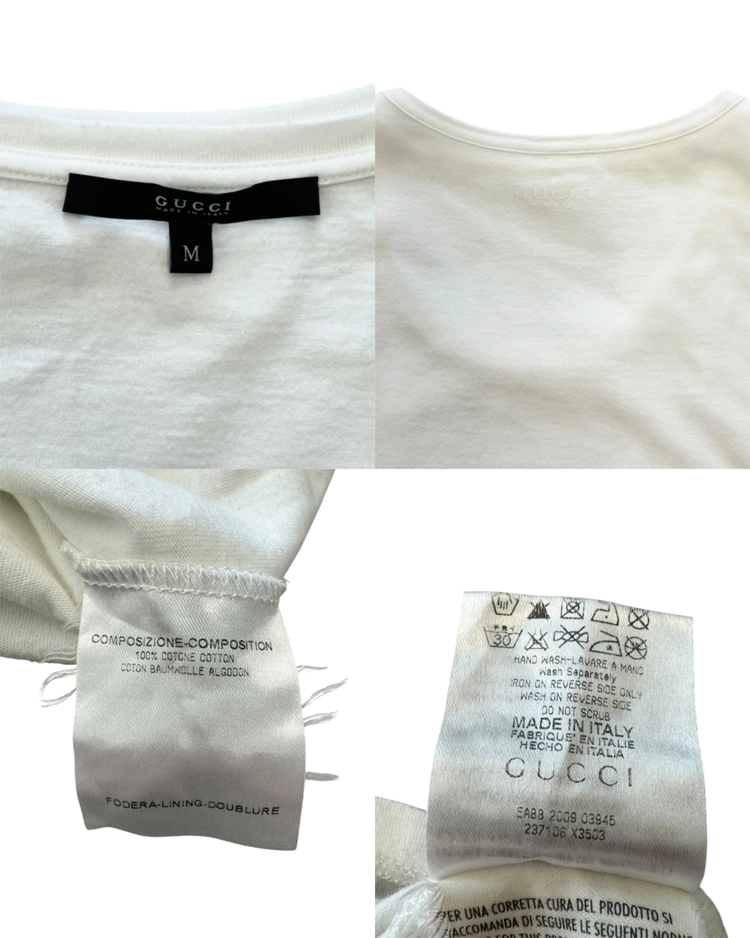 GUCCI
MADE IN ITALY
M
GUCCI
COMPOSIZIONE-COMPOSITION
100% COTONE COTTON
COTON BAUMWOLLE ALGODON
FODERA-LINING-DOUBLURE
30
HAND WASH-LAVARE A MANO
Wash Separately
IRON ON REVERSE SIDE ONLY
WASH ON REVERSE SIDE
DO NOT SCRUB
MADE IN ITALY
FABRIQUE' EN ITALIE
HECHO EN ITALIA
GUCCI
EA88 2009 03945
237106 X3503
PER UNA CORRETTA CURA DEL PRODOTTO SI
RACCOMANDA DI SEGUIRE LE SEGUENTI NORME